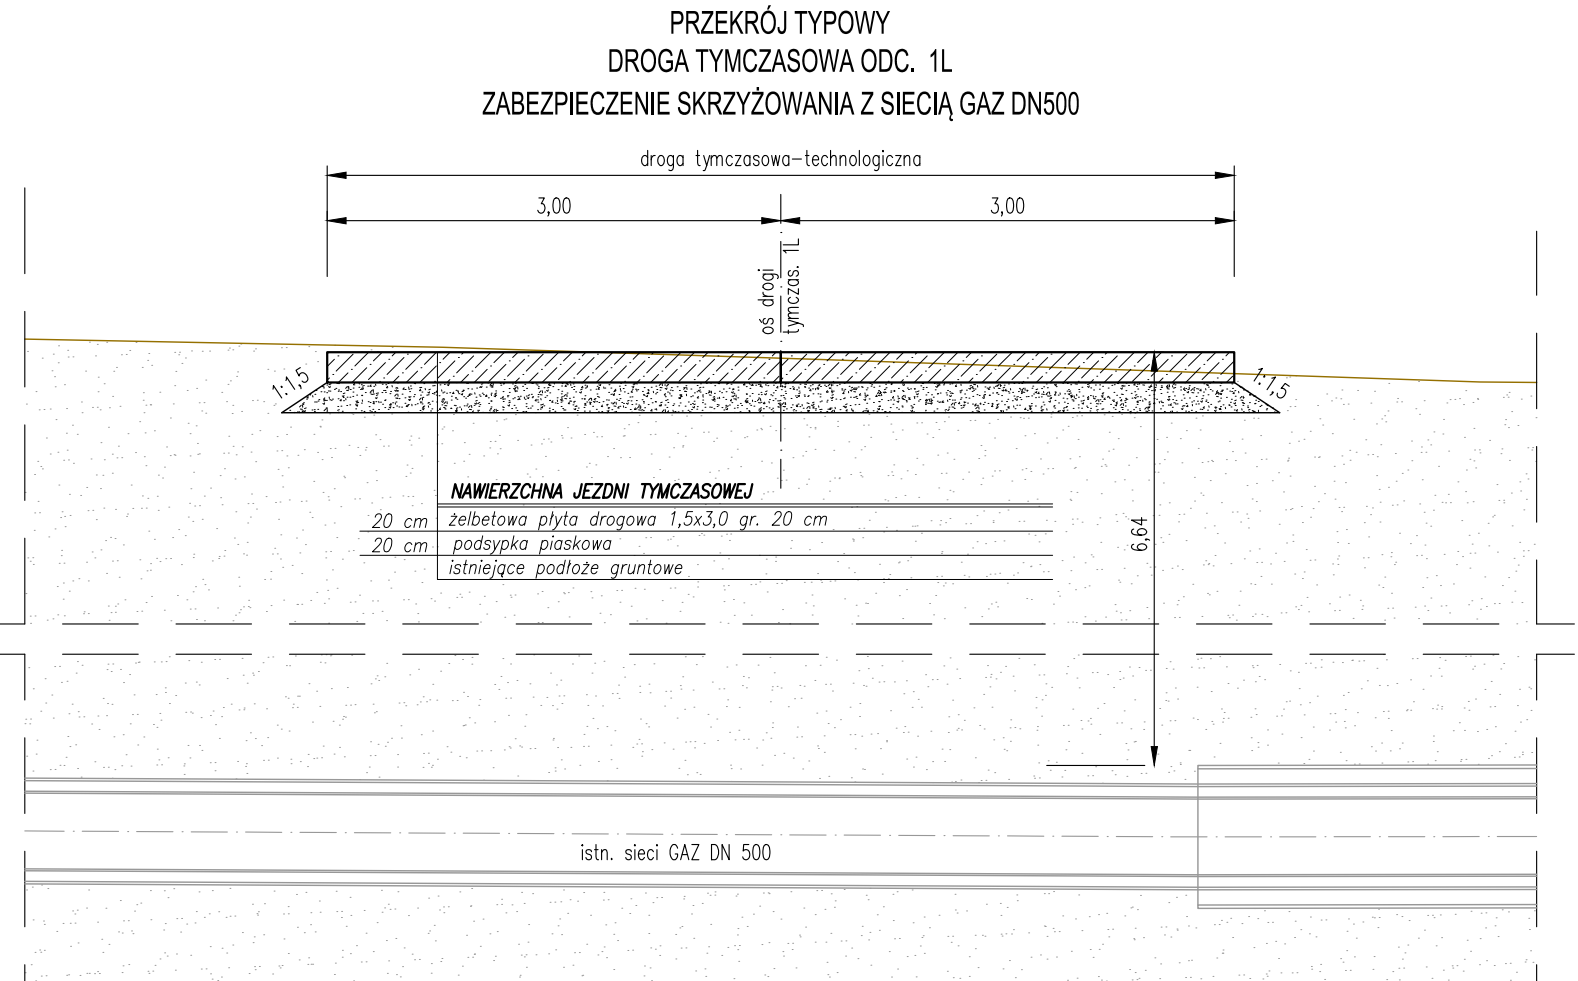 PRZEKRÓJ TYPOWY
DROGA TYMCZASOWA ODC. 1L
ZABEZPIECZENIE SKRZYŻOWANIA Z SIECIĄ GAZ DN500
droga tymczasowa-technologiczna
3,00
3,00
oś drogi
tymczas. 1L
1:1,5
1:1,5
NAWIERZCHNA JEZDNI TYMCZASOWEJ
20 cm żelbetowa płyta drogowa 1,5x3,0 gr. 20 cm
20 cm podsypka piaskowa
istniejące podłoże gruntowe
6,64
istn. sieci GAZ DN 500